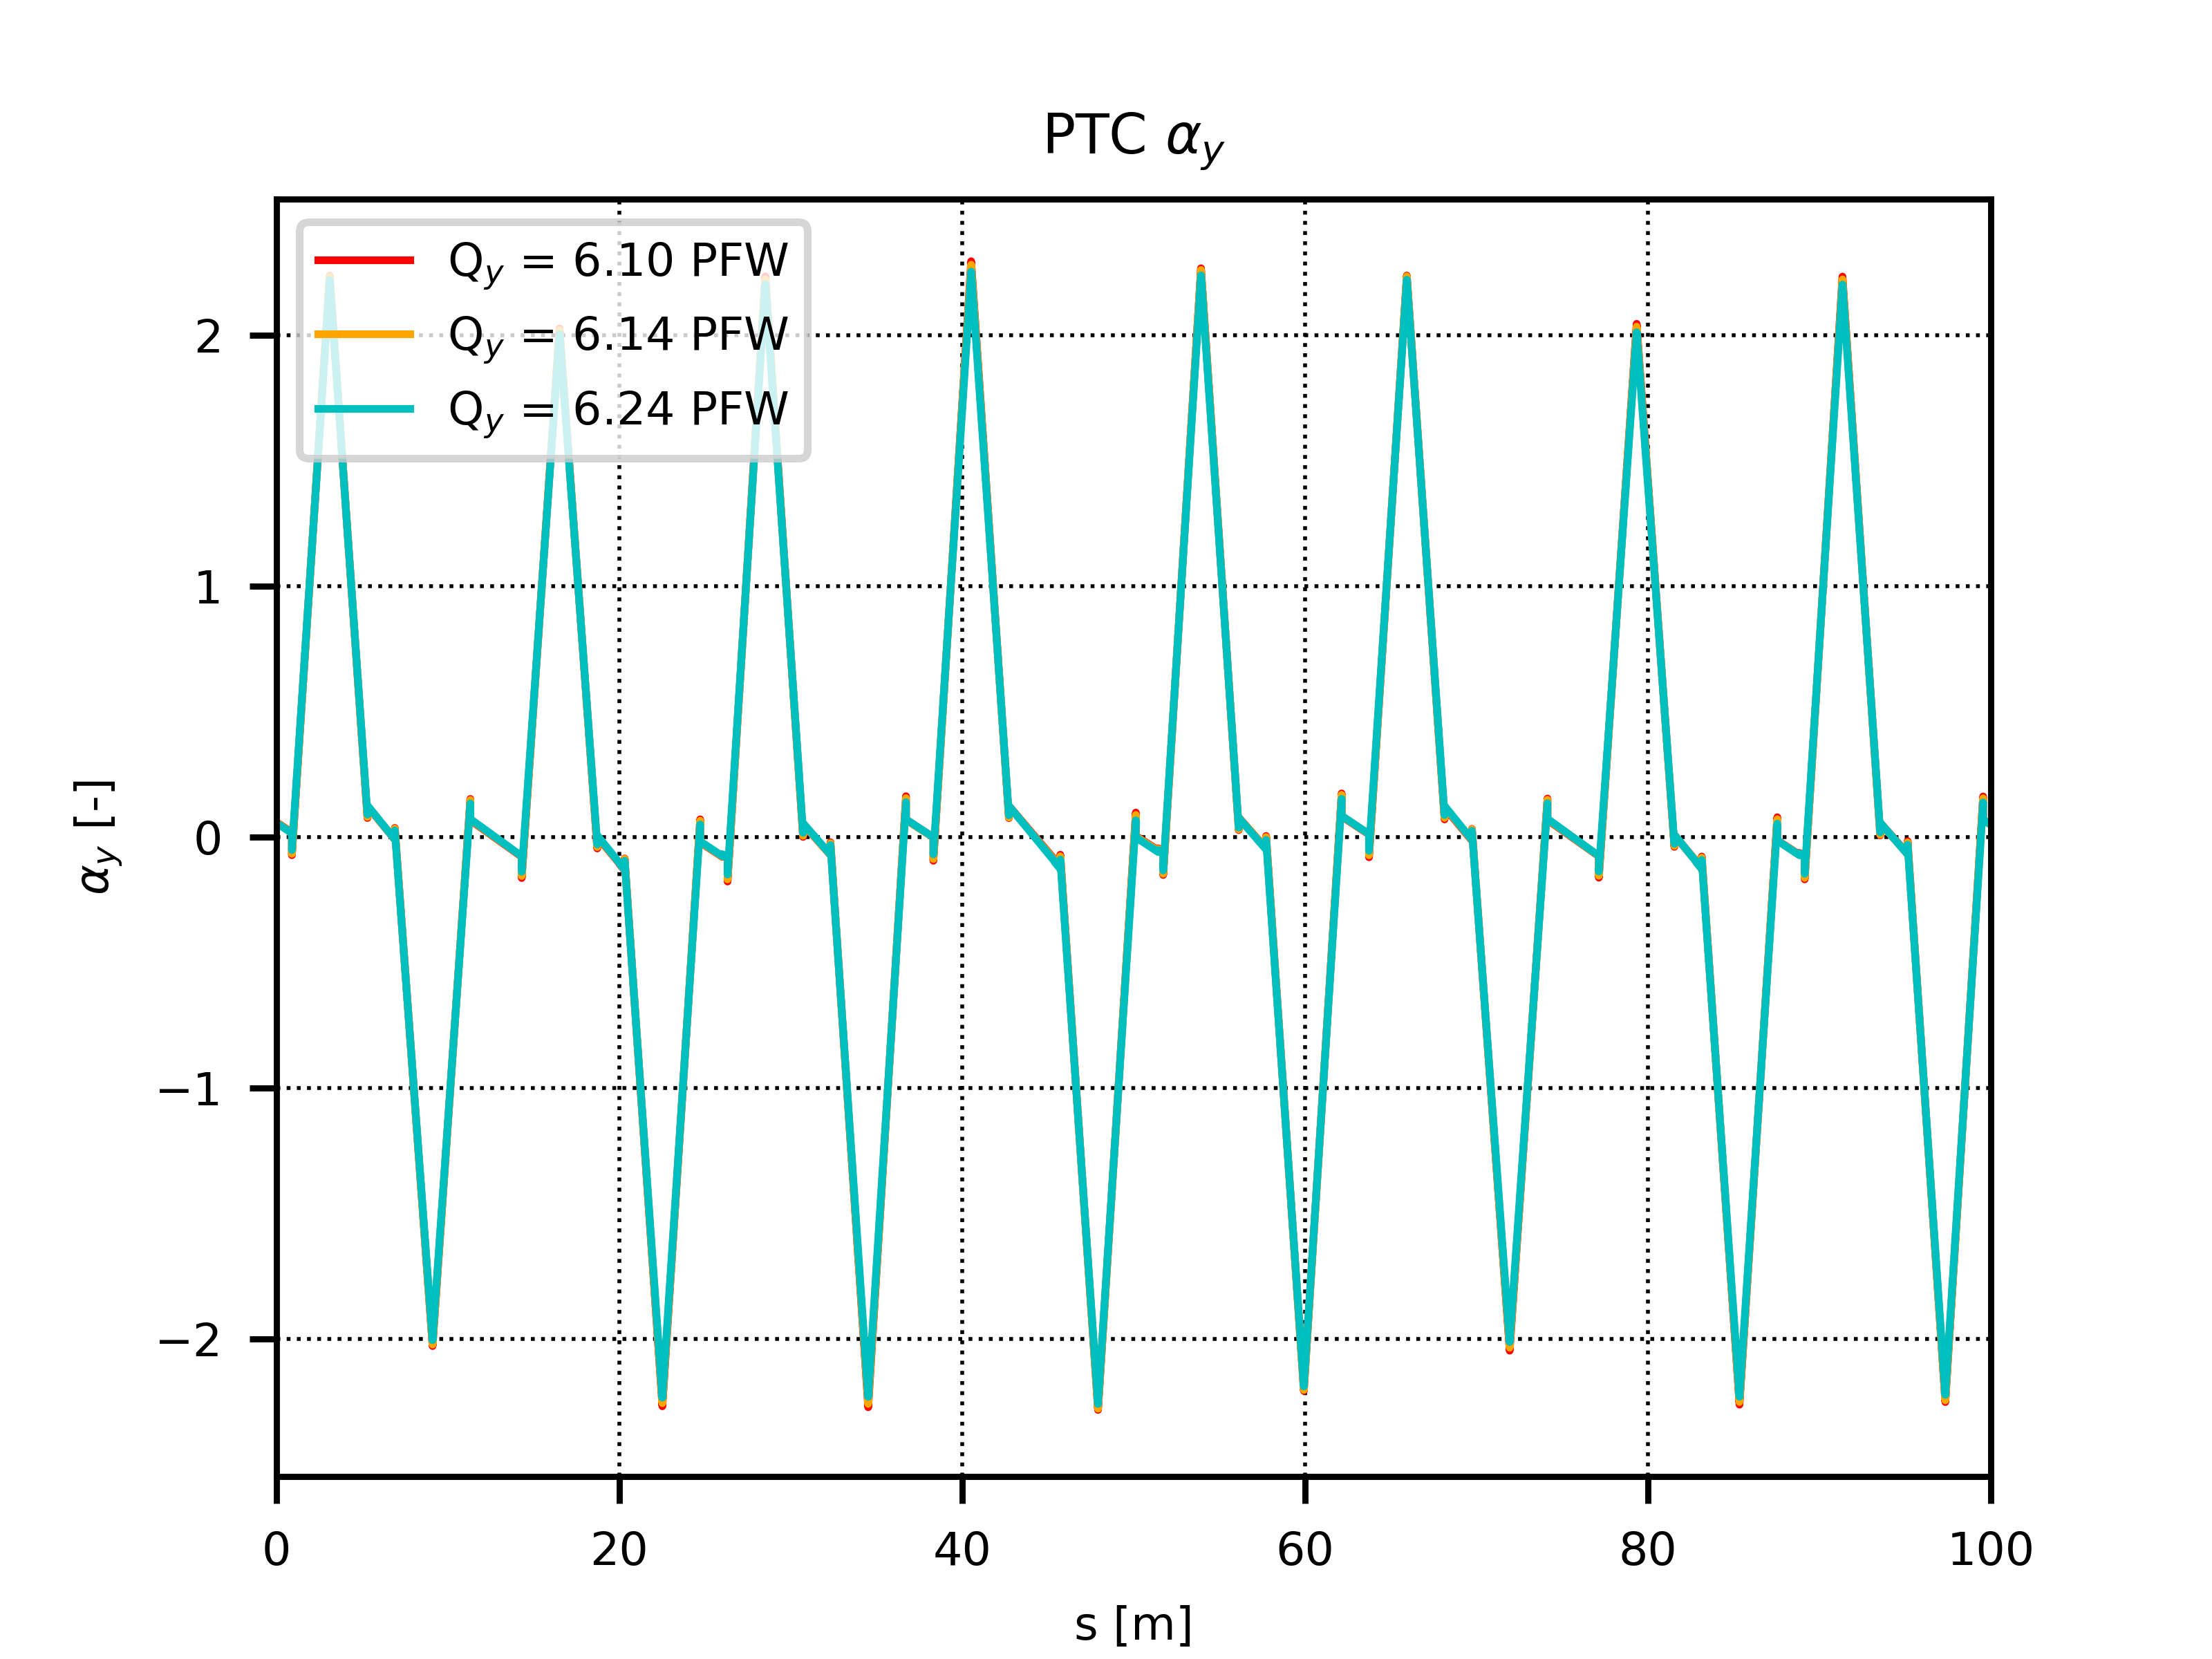 PTC αy
Qy = 6.10 PFW
Qy = 6.14 PFW
Qy = 6.24 PFW
2
1
0
−1
−2
αy [-]
0 20 40 60 80 100
s [m]